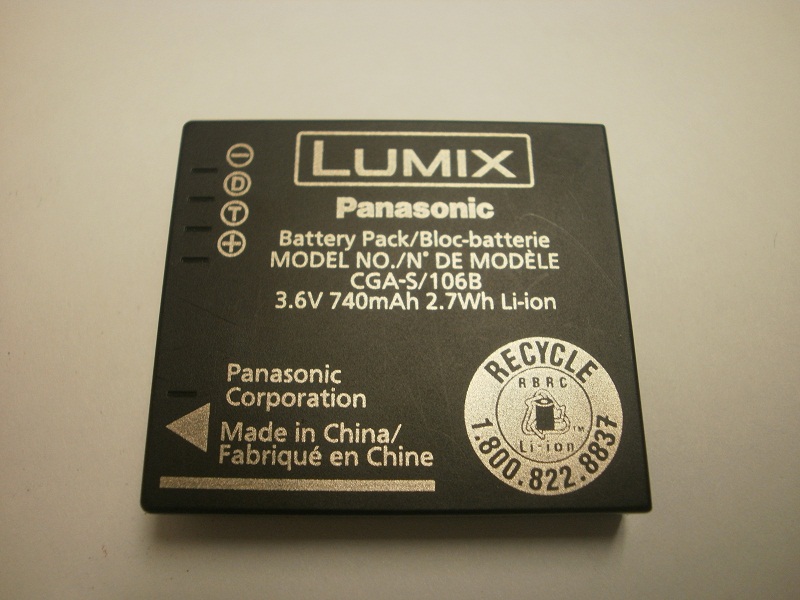 LUMIX
Panasonic
Battery Pack/Bloc-batterie
MODEL NO./N° DE MODÈLE
CGA-S/106B
3.6V 740mAh 2.7Wh Li-ion
−
D
T
+
Panasonic
Corporation
Made in China/
Fabriqué en Chine
RECYCLE
RBRC
TM
Li-ion
1.800.822.8837